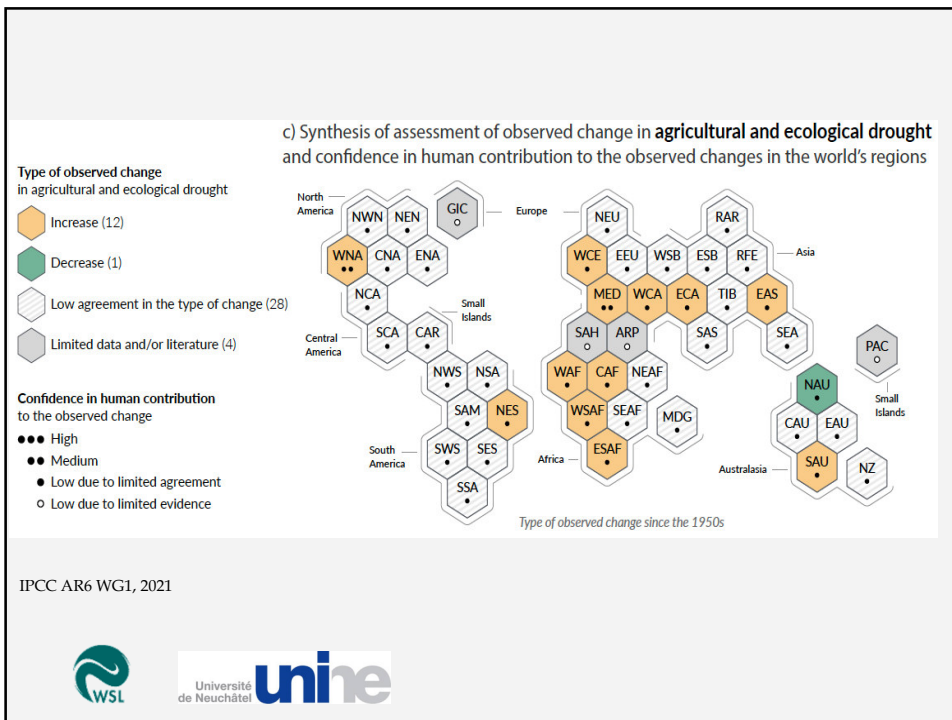 c) Synthesis of assessment of observed change in agricultural and ecological drought
and confidence in human contribution to the observed changes in the world's regions
Type of observed change
in agricultural and ecological drought
Increase (12)
Decrease (1)
Low agreement in the type of change (28)
Limited data and/or literature (4)
Confidence in human contribution
to the observed change
●●● High
●● Medium
● Low due to limited agreement
○ Low due to limited evidence
North
America
GIC
Europe
NWN NEN
NEU
RAR
WNA CNA ENA
WCE EEU WSB ESB RFE
Asia
NCA
MED WCA ECA TIB EAS
Small
Islands
Central
America
SCA CAR
SAH ARP
SAS
SEA
PAC
Small
Islands
NWS NSA
WAF CAF NEAF
NAU
SAM NES
WSAF SEAF MDG
CAU EAU
South
America
SWS SES
Africa
ESAF
Australasia
SAU NZ
SSA
Type of observed change since the 1950s
IPCC AR6 WG1, 2021
WSL
Université
de Neuchâtel
unine